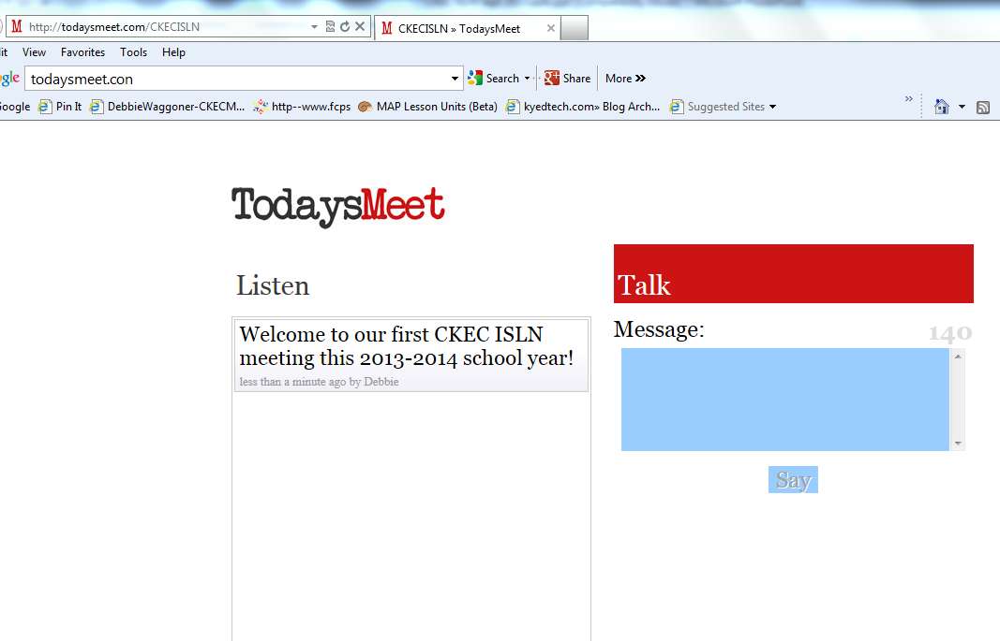 http://todaysmeet.com/CKECISLN
CKECISLN » TodaysMeet
View Favorites Tools Help
todaysmeet.con
Search
Share
More »
Pin It
DebbieWaggoner-CKECM...
http--www.fcps
MAP Lesson Units (Beta)
kyedtech.com» Blog Arch...
Suggested Sites
TodaysMeet
Listen
Talk
Welcome to our first CKEC ISLN
meeting this 2013-2014 school year!
less than a minute ago by Debbie
Message:
140
Say